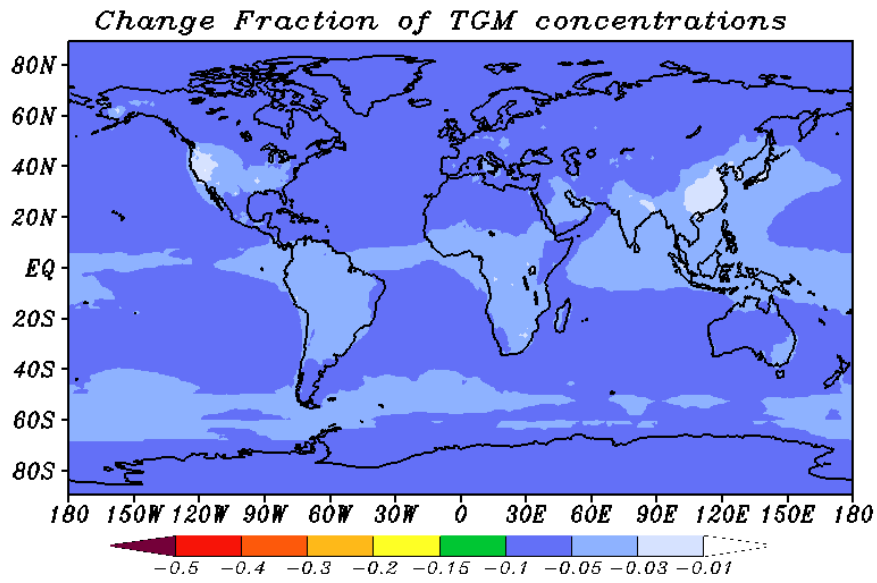 Change Fraction of TGM concentrations
80N
60N
40N
20N
EQ
20S
40S
60S
80S
180 150W 120W 90W 60W 30W 0 30E 60E 90E 120E 150E 180
-0.5 -0.4 -0.3 -0.2 -0.15 -0.1 -0.05 -0.03 -0.01